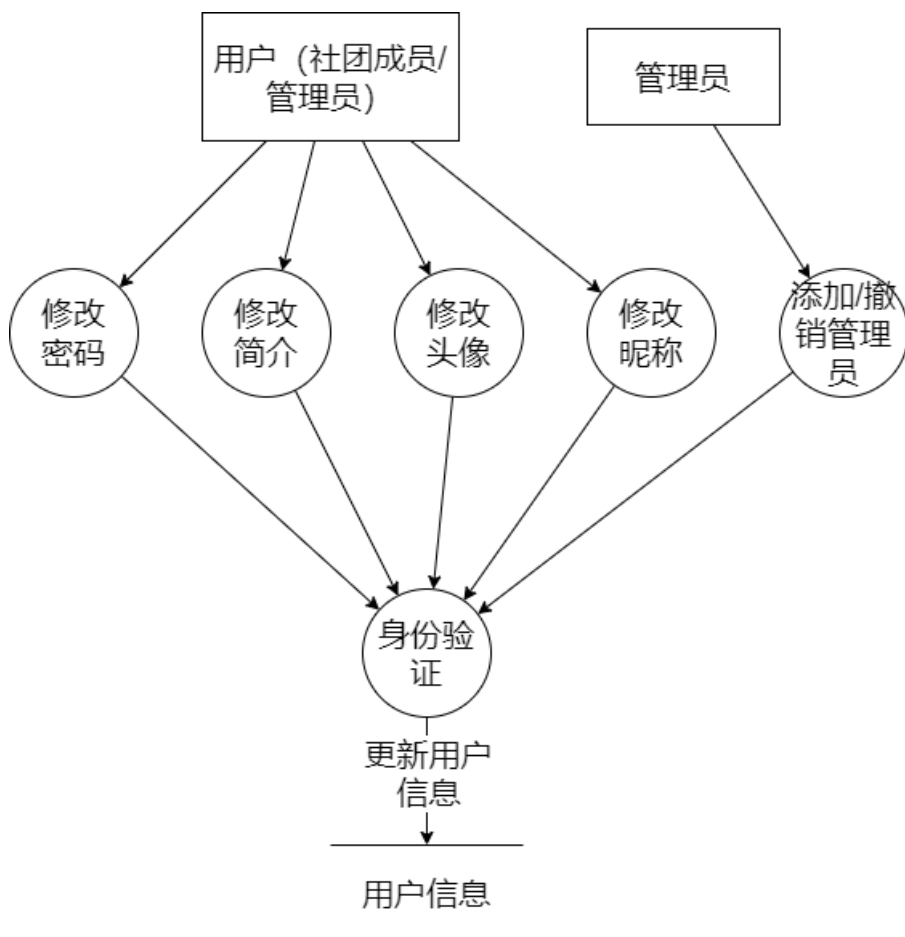 用户（社团成员/
管理员）
管理员
修改
密码
修改
简介
修改
头像
修改
昵称
添加/撤
销管理
员
身份验
证
更新用户
信息
用户信息